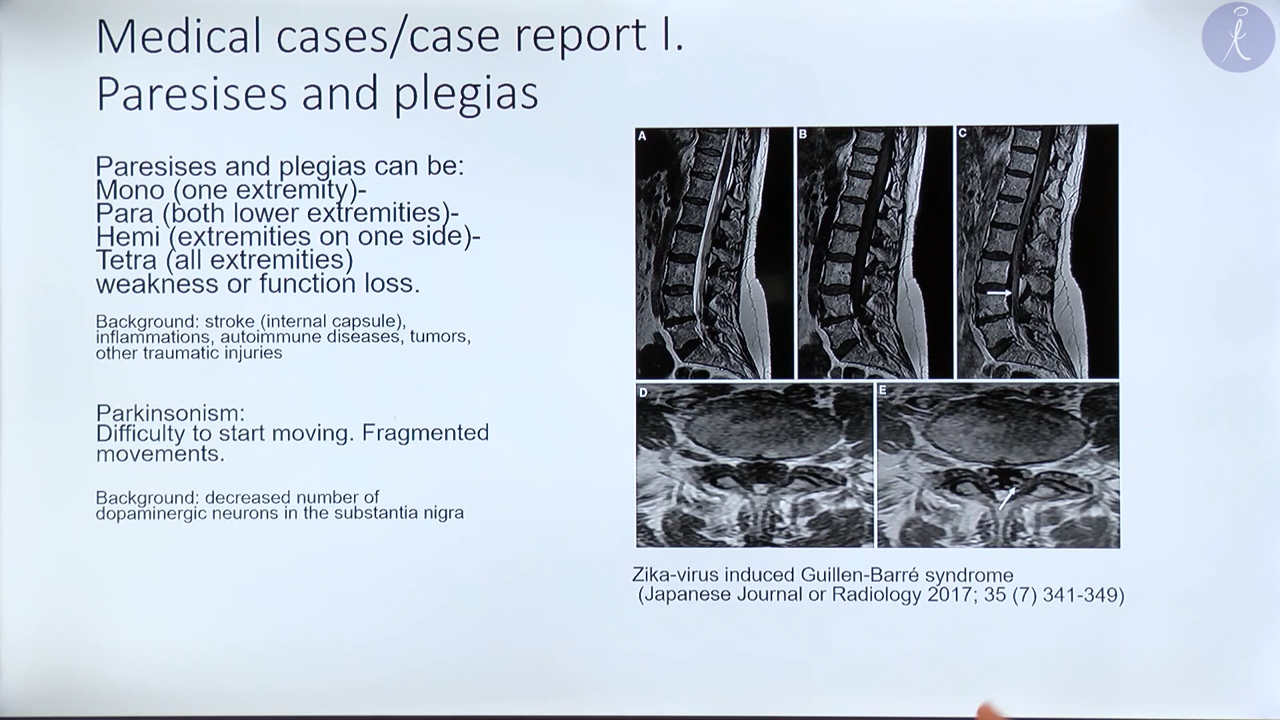 Medical cases/case report I.
Paresises and plegias
Paresises and plegias can be:
Mono (one extremity)-
Para (both lower extremities)-
Hemi (extremities on one side)-
Tetra (all extremities)
weakness or function loss.
Background: stroke (internal capsule),
inflammations, autoimmune diseases, tumors,
other traumatic injuries
Parkinsonism:
Difficulty to start moving. Fragmented
movements.
Background: decreased number of
dopaminergic neurons in the substantia nigra
A
B
C
D
E
Zika-virus induced Guillen-Barré syndrome
(Japanese Journal or Radiology 2017; 35 (7) 341-349)